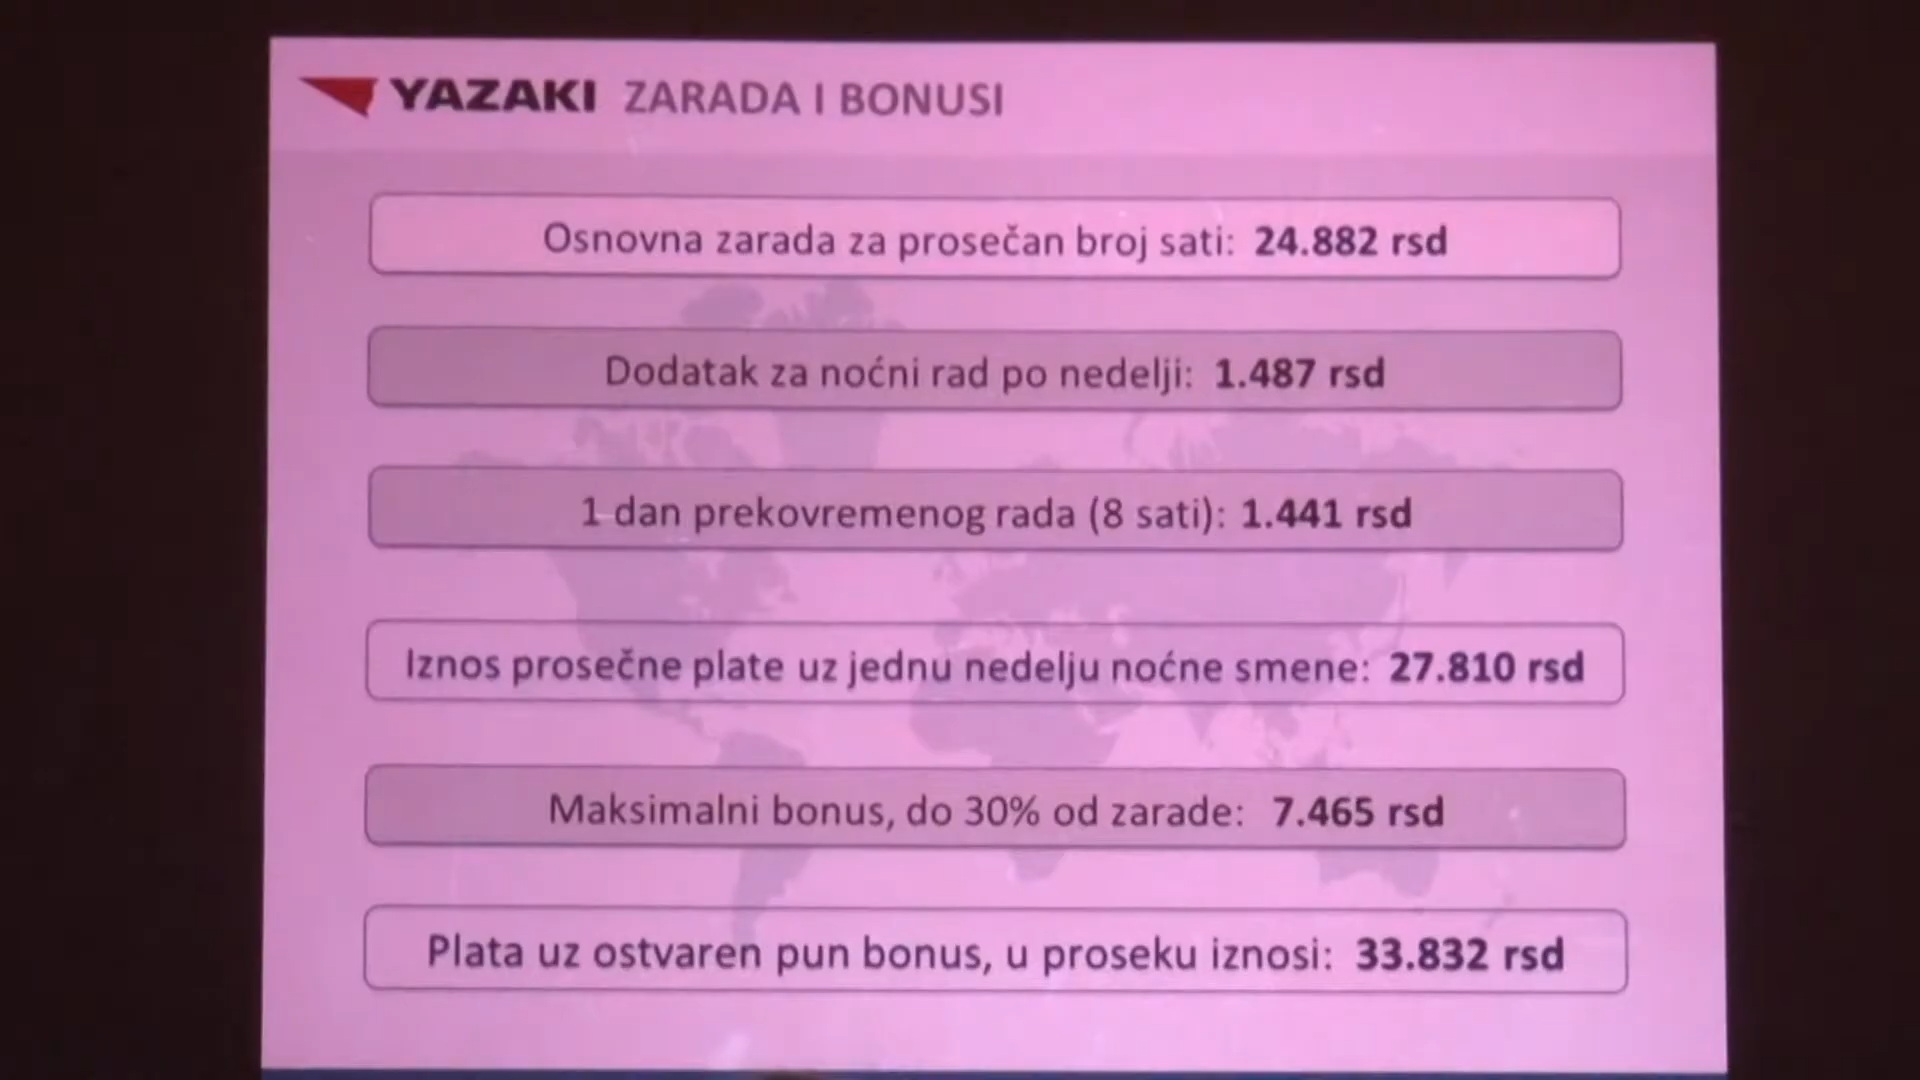 YAZAKI ZARADA I BONUSI
Osnovna zarada za prosečan broj sati: 24.882 rsd
Dodatak za noćni rad po nedelji: 1.487 rsd
1 dan prekovremenog rada (8 sati): 1.441 rsd
Iznos prosečne plate uz jednu nedelju noćne smene: 27.810 rsd
Maksimalni bonus, do 30% od zarade: 7.465 rsd
Plata uz ostvaren pun bonus, u proseku iznosi: 33.832 rsd